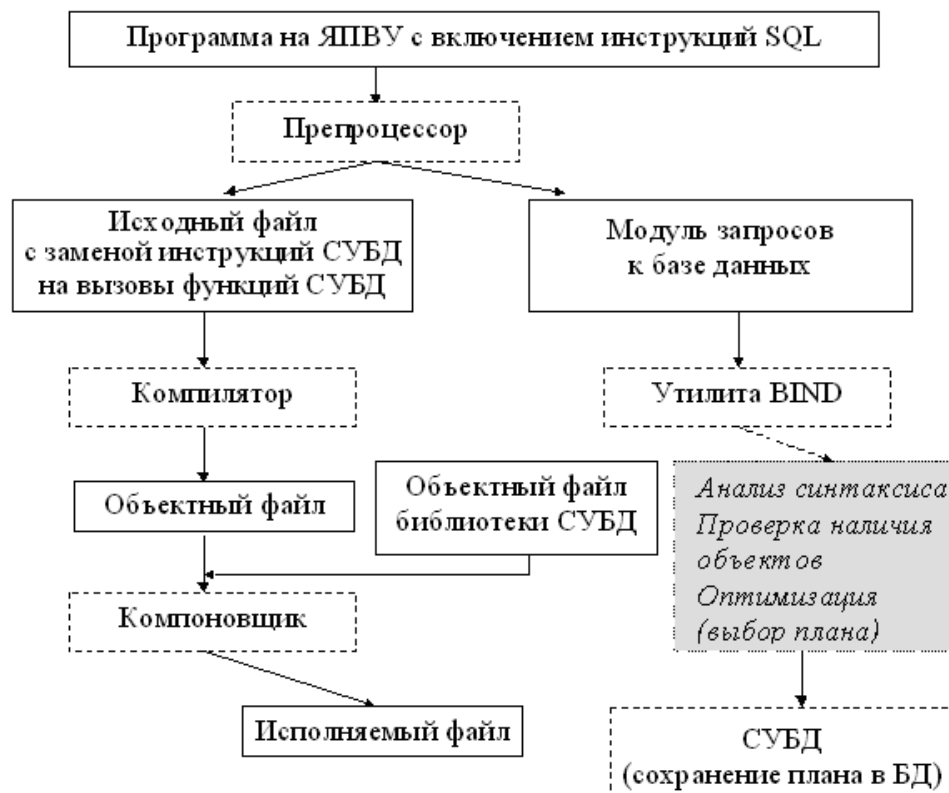 Программа на ЯПВУ с включением инструкций SQL
Препроцессор
Исходный файл
с заменой инструкций СУБД
на вызовы функций СУБД
Модуль запросов
к базе данных
Компилятор
Утилита BIND
Объектный файл
Объектный файл
библиотеки СУБД
Анализ синтаксиса
Проверка наличия
объектов
Оптимизация
(выбор плана)
Компоновщик
Исполняемый файл
СУБД
(сохранение плана в БД)